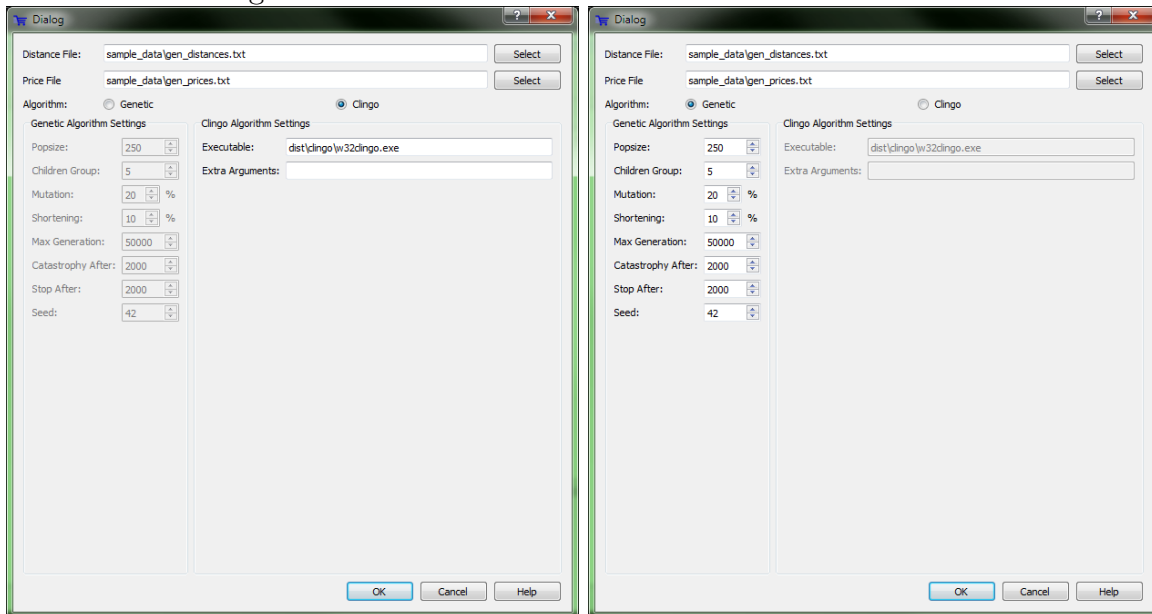 Dialog
Distance File: sample_data\gen_distances.txt Select
Price File sample_data\gen_prices.txt Select
Algorithm: Genetic Clingo
Genetic Algorithm Settings Clingo Algorithm Settings
Popsize: 250 Executable: dist\clingo\w32clingo.exe
Children Group: 5 Extra Arguments:
Mutation: 20 %
Shortening: 10 %
Max Generation: 50000
Catastrophy After: 2000
Stop After: 2000
Seed: 42
OK Cancel Help
Dialog
Distance File: sample_data\gen_distances.txt Select
Price File sample_data\gen_prices.txt Select
Algorithm: Genetic Clingo
Genetic Algorithm Settings Clingo Algorithm Settings
Popsize: 250 Executable: dist\clingo\w32clingo.exe
Children Group: 5 Extra Arguments:
Mutation: 20 %
Shortening: 10 %
Max Generation: 50000
Catastrophy After: 2000
Stop After: 2000
Seed: 42
OK Cancel Help